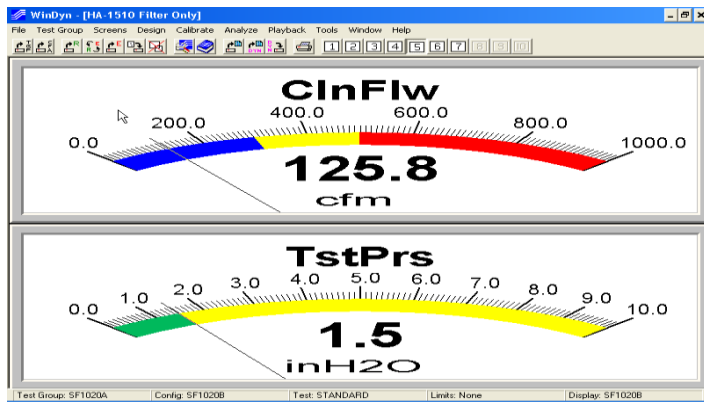 WinDyn - [HA-1510 Filter Only]
File Test Group Screens Design Calibrate Analyze Playback Tools Window Help
1 2 3 4 5 6 7 8 9 10
ClnFlw
0.0 200.0 400.0 600.0 800.0 1000.0
125.8
cfm
TstPrs
0.0 1.0 2.0 3.0 4.0 5.0 6.0 7.0 8.0 9.0 10.0
1.5
inH2O
Test Group: SF1020A Config: SF1020B Test: STANDARD Limits: None Display: SF1020B